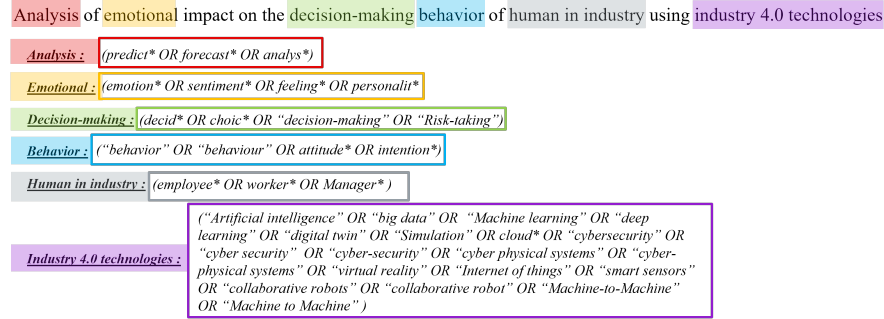 Analysis of emotional impact on the decision-making behavior of human in industry using industry 4.0 technologies
Analysis : (predict* OR forecast* OR analys*)
Emotional : (emotion* OR sentiment* OR feeling* OR personalit*
Decision-making : (decid* OR choic* OR “decision-making” OR “Risk-taking”)
Behavior : (“behavior” OR “behaviour” OR attitude* OR intention*)
Human in industry : (employee* OR worker* OR Manager* )
Industry 4.0 technologies :
(“Artificial intelligence” OR “big data” OR “Machine learning” OR “deep
learning” OR “digital twin” OR “Simulation” OR cloud* OR “cybersecurity” OR
“cyber security” OR “cyber-security” OR “cyber physical systems” OR “cyber-
physical systems” OR “virtual reality” OR “Internet of things” OR “smart sensors”
OR “collaborative robots” OR “collaborative robot” OR “Machine-to-Machine”
OR “Machine to Machine” )